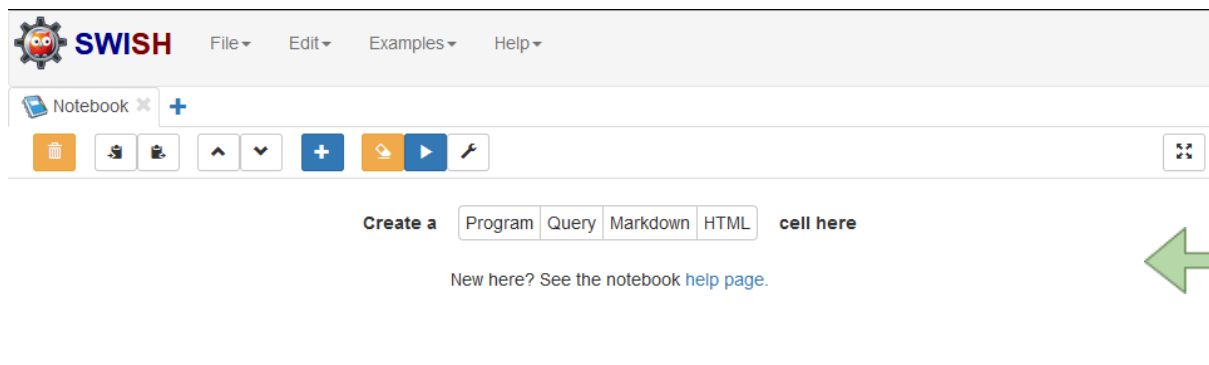 SWISH File Edit Examples Help
Notebook
Create a Program Query Markdown HTML cell here
New here? See the notebook help page.